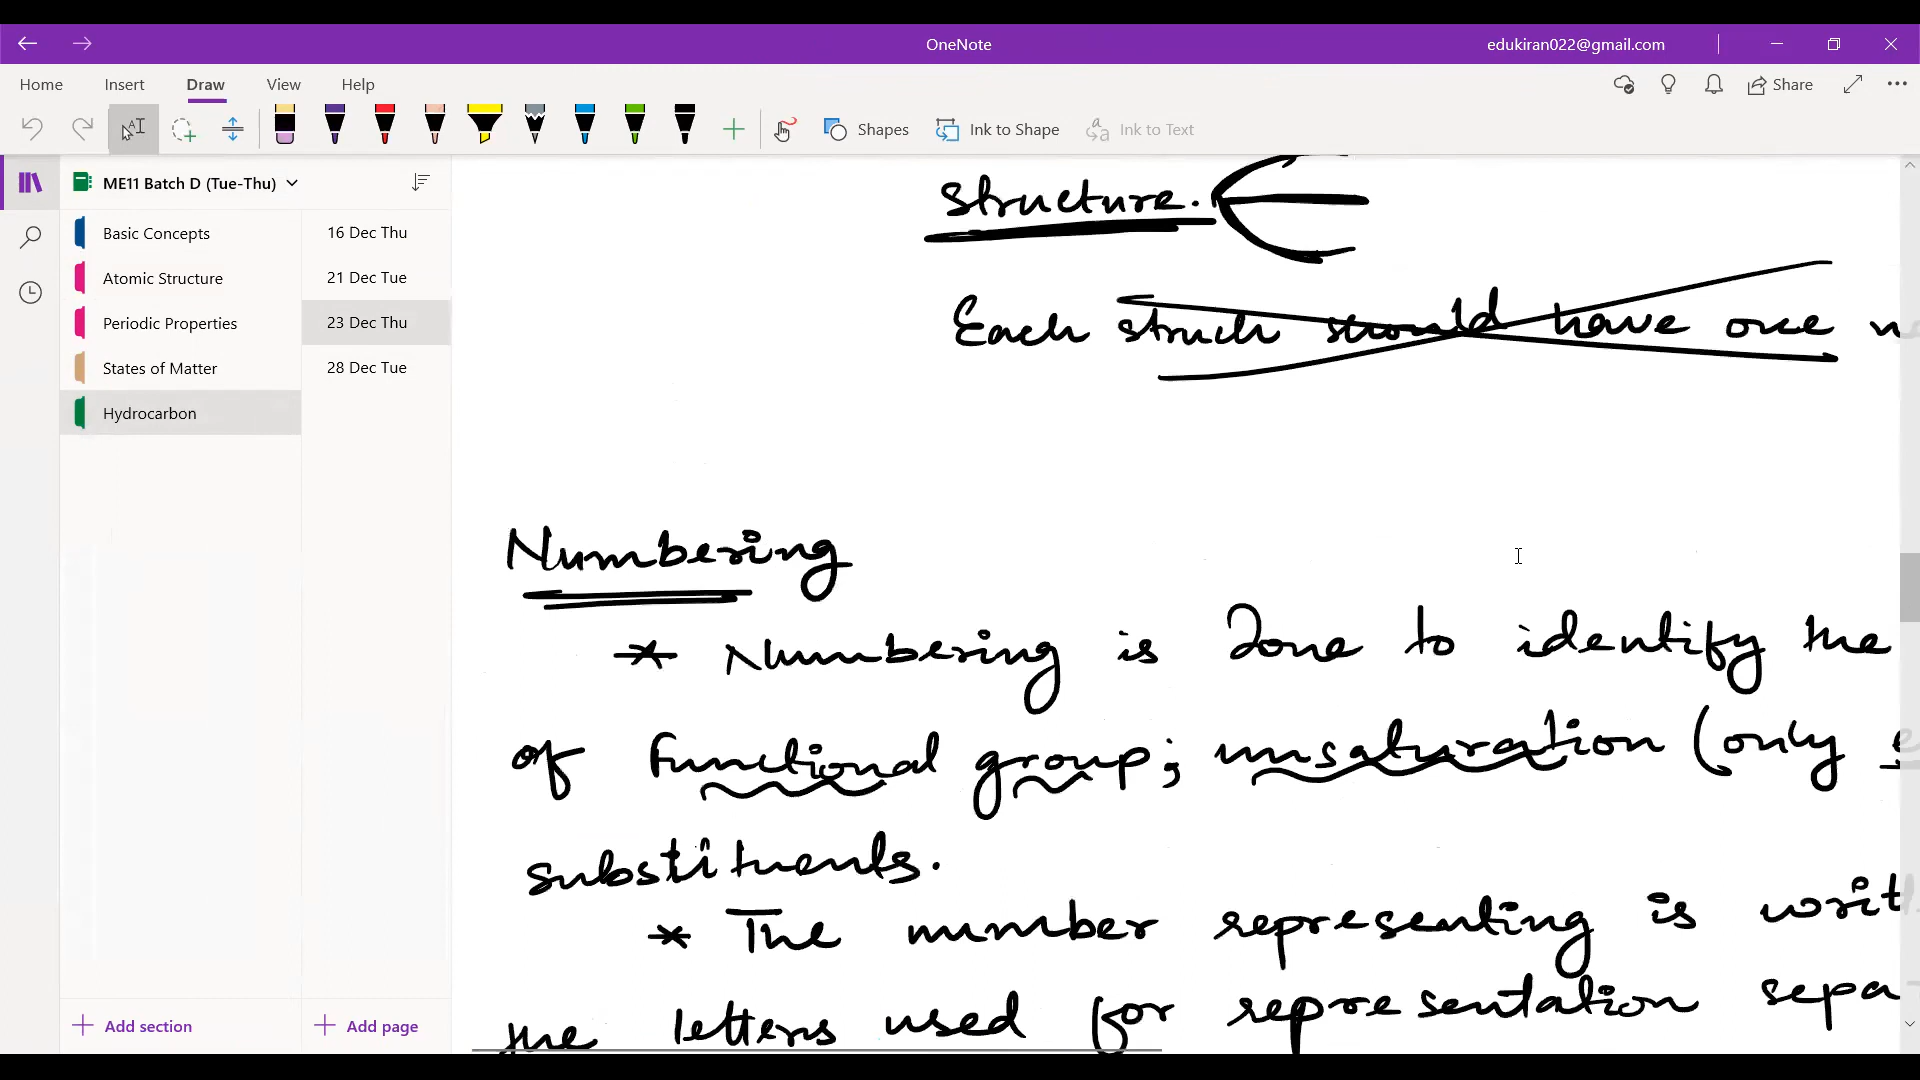 OneNote
edukiran022@gmail.com
Home Insert Draw View Help
Share
Shapes Ink to Shape Ink to Text
ME11 Batch D (Tue-Thu)
Basic Concepts
Atomic Structure
Periodic Properties
States of Matter
Hydrocarbon
Add section
16 Dec Thu
21 Dec Tue
23 Dec Thu
28 Dec Tue
Add page
structure.
Each should have one
Numbering
* Numbering is done to identify the
of functional group; unsaturation (only
substituents.
* The number representing is writ
the letters used for representation sepa